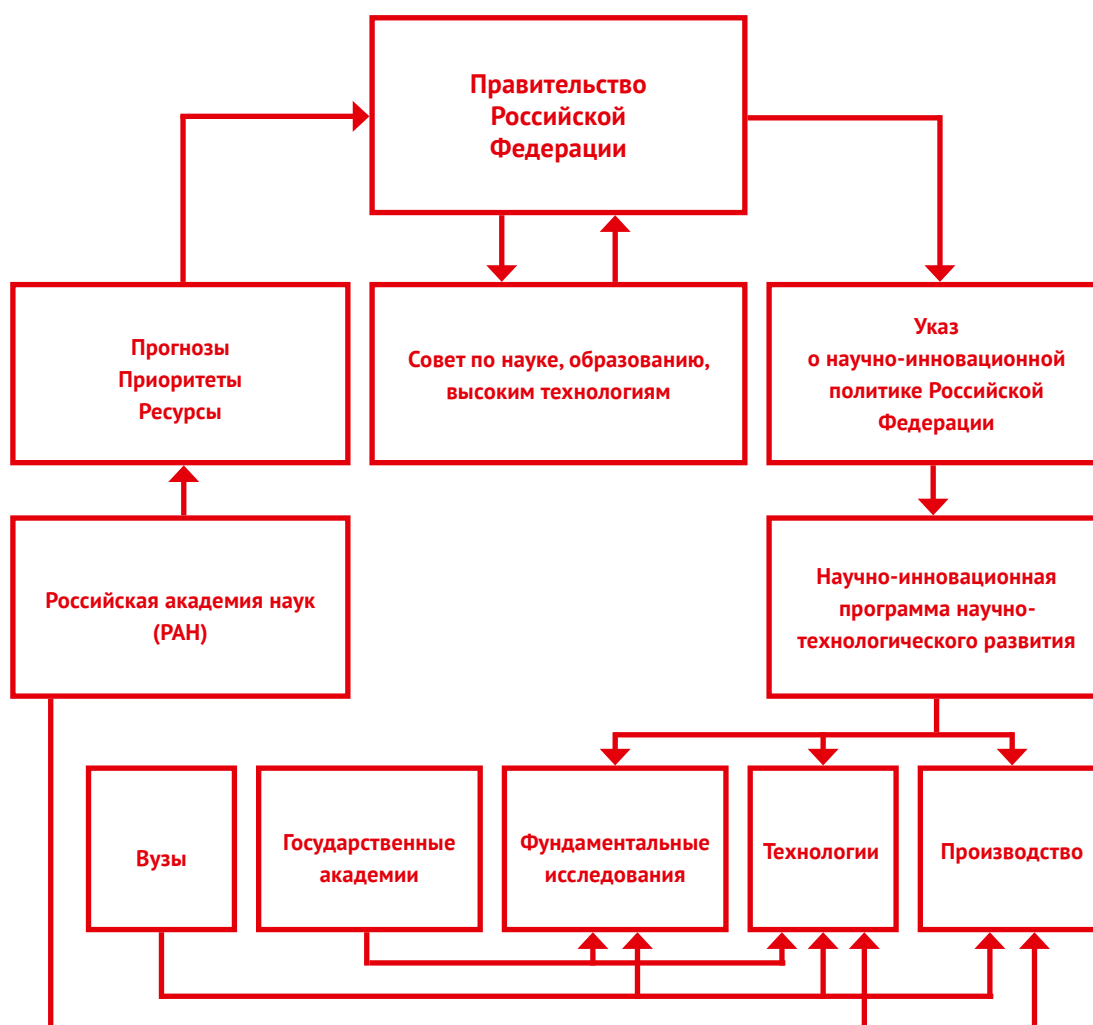 Правительство
Российской
Федерации
Прогнозы
Приоритеты
Ресурсы
Совет по науке, образованию,
высоким технологиям
Указ
о научно-инновационной
политике Российской
Федерации
Российская академия наук
(РАН)
Научно-инновационная
программа научно-
технологического развития
Вузы
Государственные
академии
Фундаментальные
исследования
Технологии
Производство